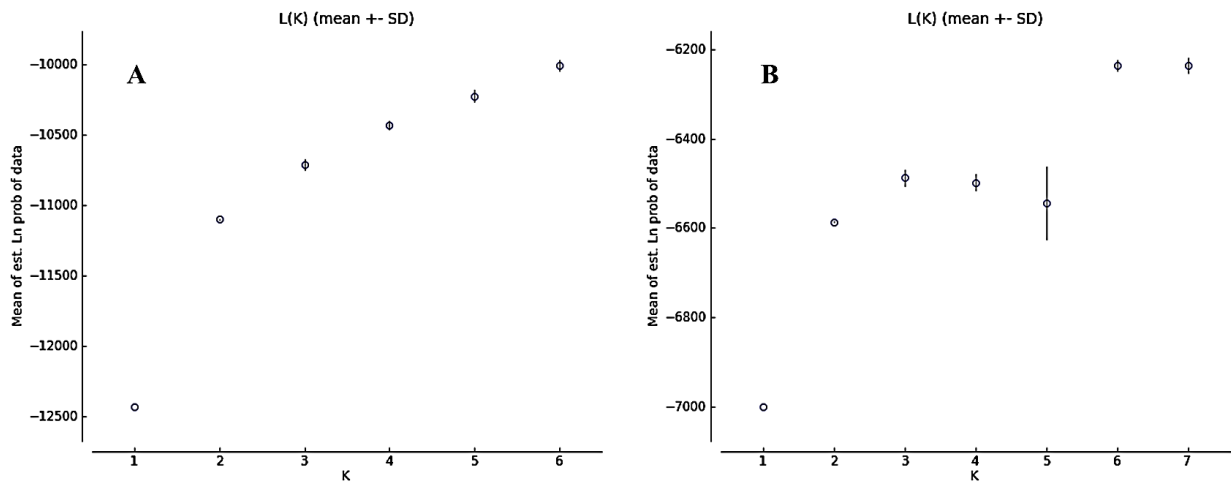 L(K) (mean +- SD)
A
Mean of est. Ln prob of data
−10000
−10500
−11000
−11500
−12000
−12500
1 2 3 4 5 6
K
L(K) (mean +- SD)
B
Mean of est. Ln prob of data
−6200
−6400
−6600
−6800
−7000
1 2 3 4 5 6 7
K